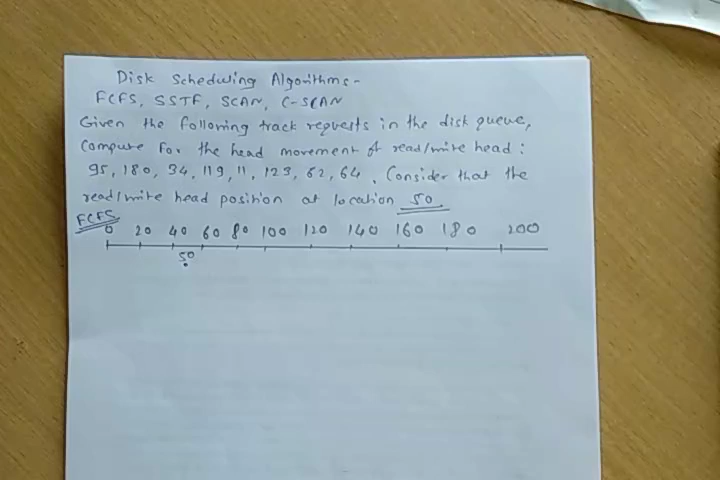 Disk Scheduling Algorithms-
FCFS, SSTF, SCAN, C-SCAN
Given the following track requests in the disk queue,
compute for the head movement of read/write head:
95, 180, 34, 119, 11, 123, 62, 64. Consider that the
read/write head position at location 50
FCFS
0 20 40 60 80 100 120 140 160 180 200
50